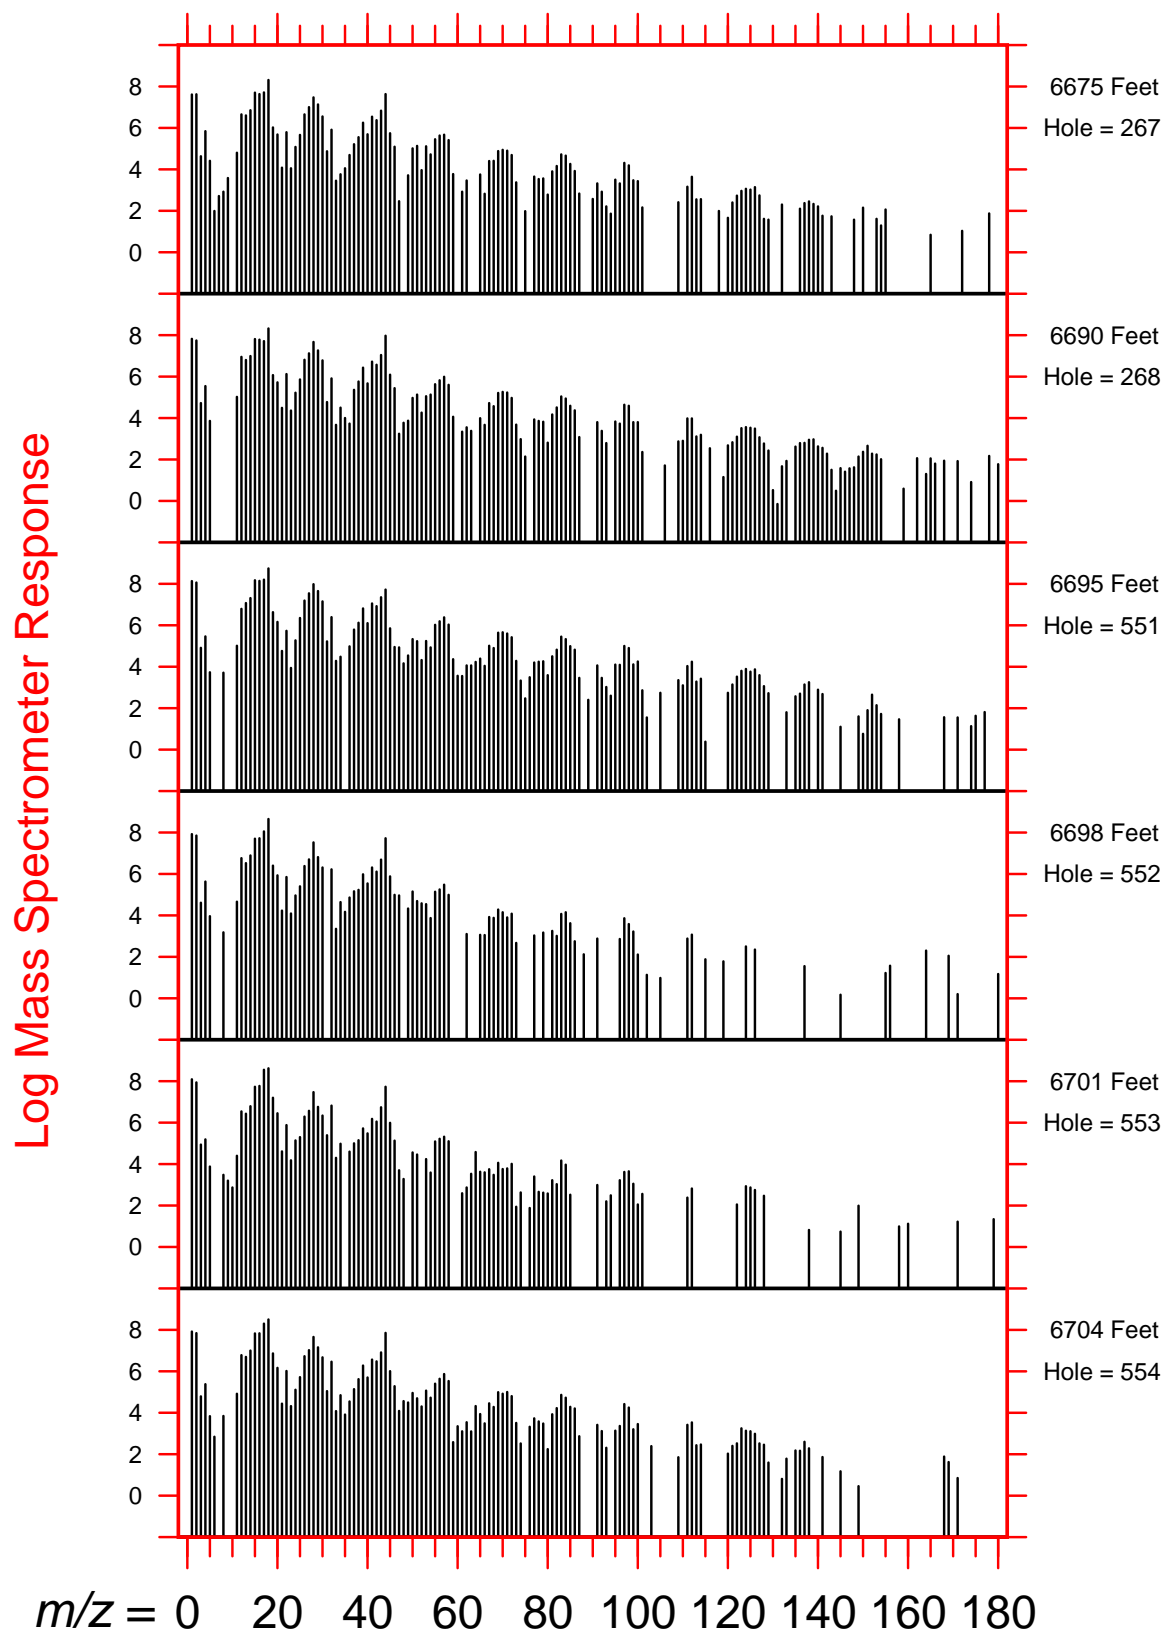 8
6
4
2
0
6675 Feet
Hole = 267
8
6
4
2
0
6690 Feet
Hole = 268
8
6
4
2
0
6695 Feet
Hole = 551
8
6
4
2
0
6698 Feet
Hole = 552
8
6
4
2
0
6701 Feet
Hole = 553
8
6
4
2
0
6704 Feet
Hole = 554
Log Mass Spectrometer Response
m/z = 0 20 40 60 80 100 120 140 160 180